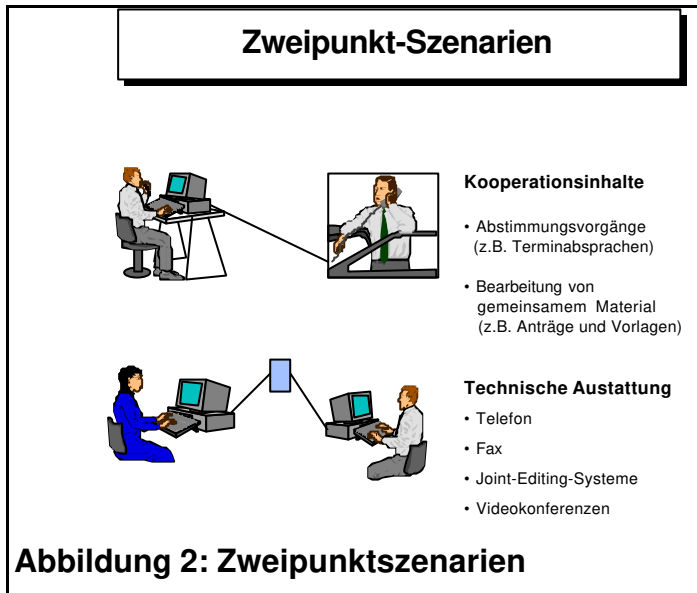 Zweipunkt-Szenarien
Kooperationsinhalte
• Abstimmungsvorgänge
(z.B. Terminabsprachen)
• Bearbeitung von
gemeinsamem Material
(z.B. Anträge und Vorlagen)
Technische Austattung
• Telefon
• Fax
• Joint-Editing-Systeme
• Videokonferenzen
Abbildung 2: Zweipunktszenarien